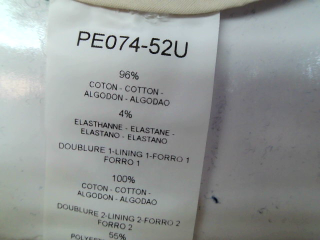 PE074-52U
96%
COTON - COTTON -
ALGODON - ALGODAO
4%
ELASTHANNE - ELASTANE -
ELASTANO - ELASTANO
DOUBLURE 1-LINING 1-FORRO 1
FORRO 1
100%
COTON - COTTON -
ALGODON - ALGODAO
DOUBLURE 2-LINING 2-FORRO 2
FORRO 2
55%